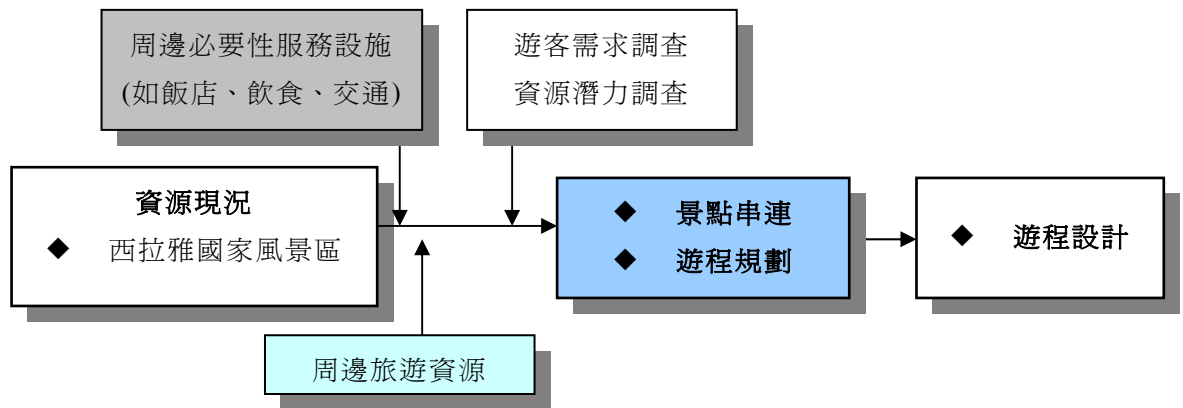 周邊必要性服務設施
(如飯店、飲食、交通)
遊客需求調查
資源潛力調查
資源現況
◆ 西拉雅國家風景區
◆ 景點串連
◆ 遊程規劃
◆ 遊程設計
周邊旅遊資源